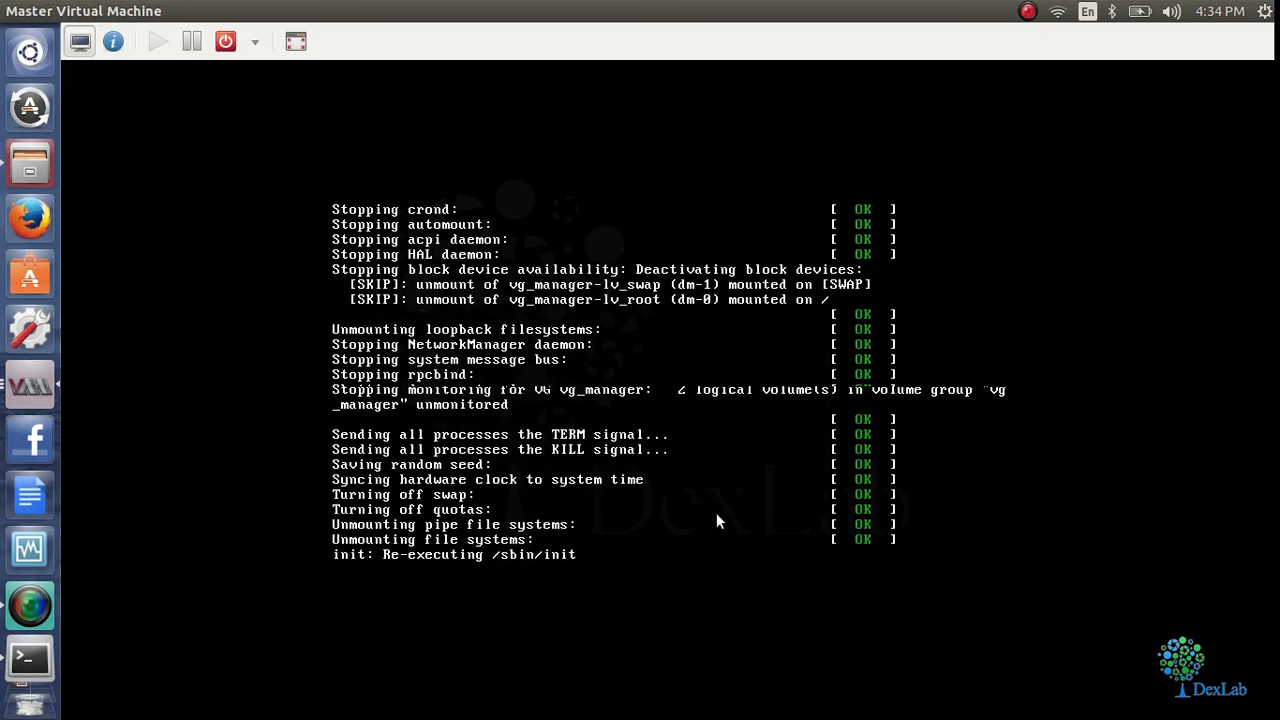 Master Virtual Machine
En
4:34 PM
Stopping crond: [ OK ]
Stopping automount: [ OK ]
Stopping acpi daemon: [ OK ]
Stopping HAL daemon: [ OK ]
Stopping block device availability: Deactivating block devices:
[SKIP]: unmount of vg_manager-lv_swap (dm-1) mounted on [SWAP]
[SKIP]: unmount of vg_manager-lv_root (dm-0) mounted on /
[ OK ]
Unmounting loopback filesystems: [ OK ]
Stopping NetworkManager daemon: [ OK ]
Stopping system message bus: [ OK ]
Stopping rpcbind: [ OK ]
Stopping monitoring for VG vg_manager: 2 logical volume(s) in volume group "vg
_manager" unmonitored
[ OK ]
Sending all processes the TERM signal... [ OK ]
Sending all processes the KILL signal... [ OK ]
Saving random seed: [ OK ]
Syncing hardware clock to system time [ OK ]
Turning off swap: [ OK ]
Turning off quotas: [ OK ]
Unmounting pipe file systems: [ OK ]
Unmounting file systems: [ OK ]
init: Re-executing /sbin/init
DexLab
DexLab